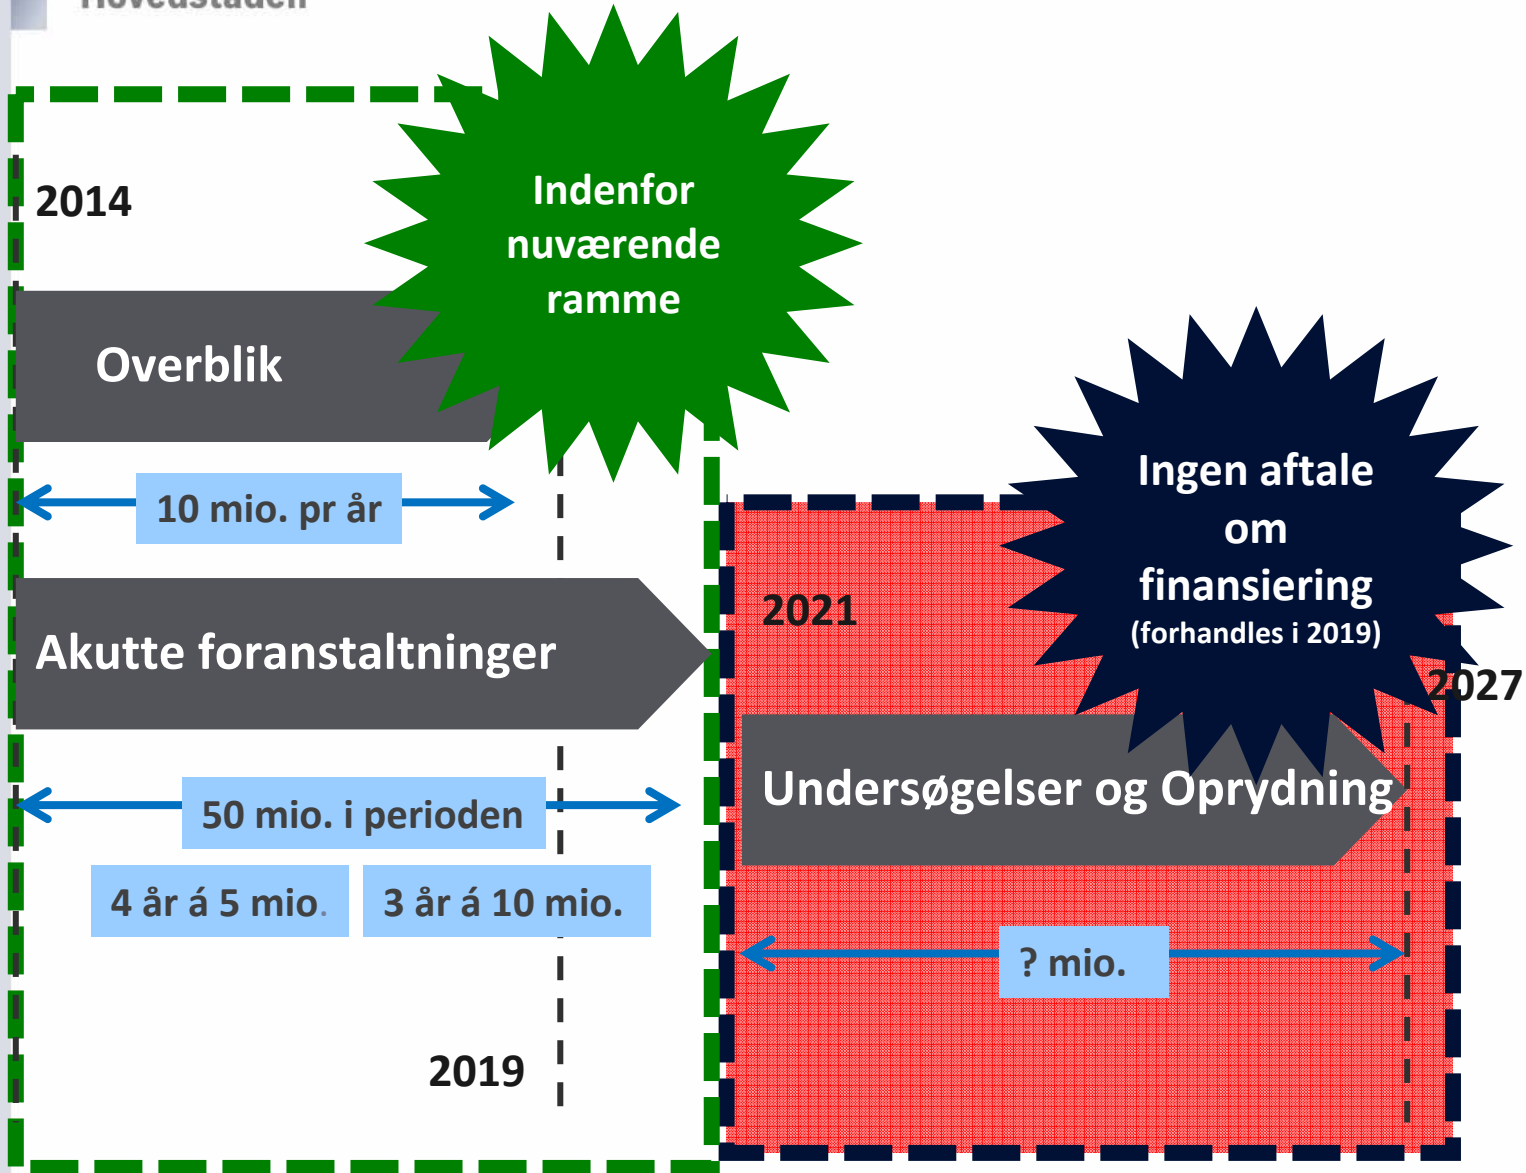 Hovedstaden
2014
Indenfor
nuværende
ramme
Overblik
10 mio. pr år
Akutte foranstaltninger
50 mio. i perioden
4 år á 5 mio.
3 år á 10 mio.
2019
Ingen aftale
om
finansiering
(forhandles i 2019)
2021
2027
Undersøgelser og Oprydning
? mio.